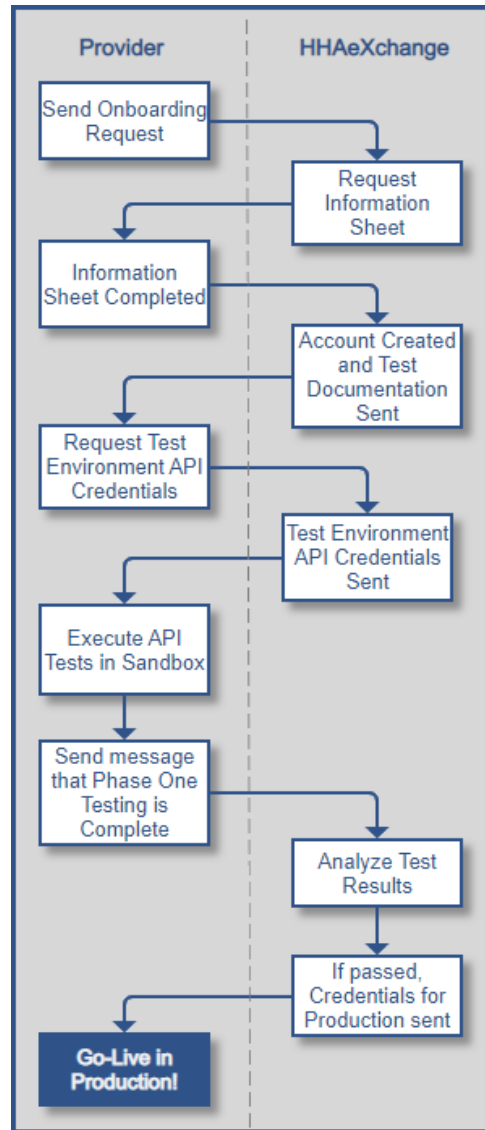 Provider
HHAeXchange
Send Onboarding
Request
Request
Information
Sheet
Information
Sheet Completed
Account Created
and Test
Documentation
Sent
Request Test
Environment API
Credentials
Test Environment
API Credentials
Sent
Execute API
Tests in Sandbox
Send message
that Phase One
Testing is
Complete
Analyze Test
Results
If passed,
Credentials for
Production sent
Go-Live in
Production!